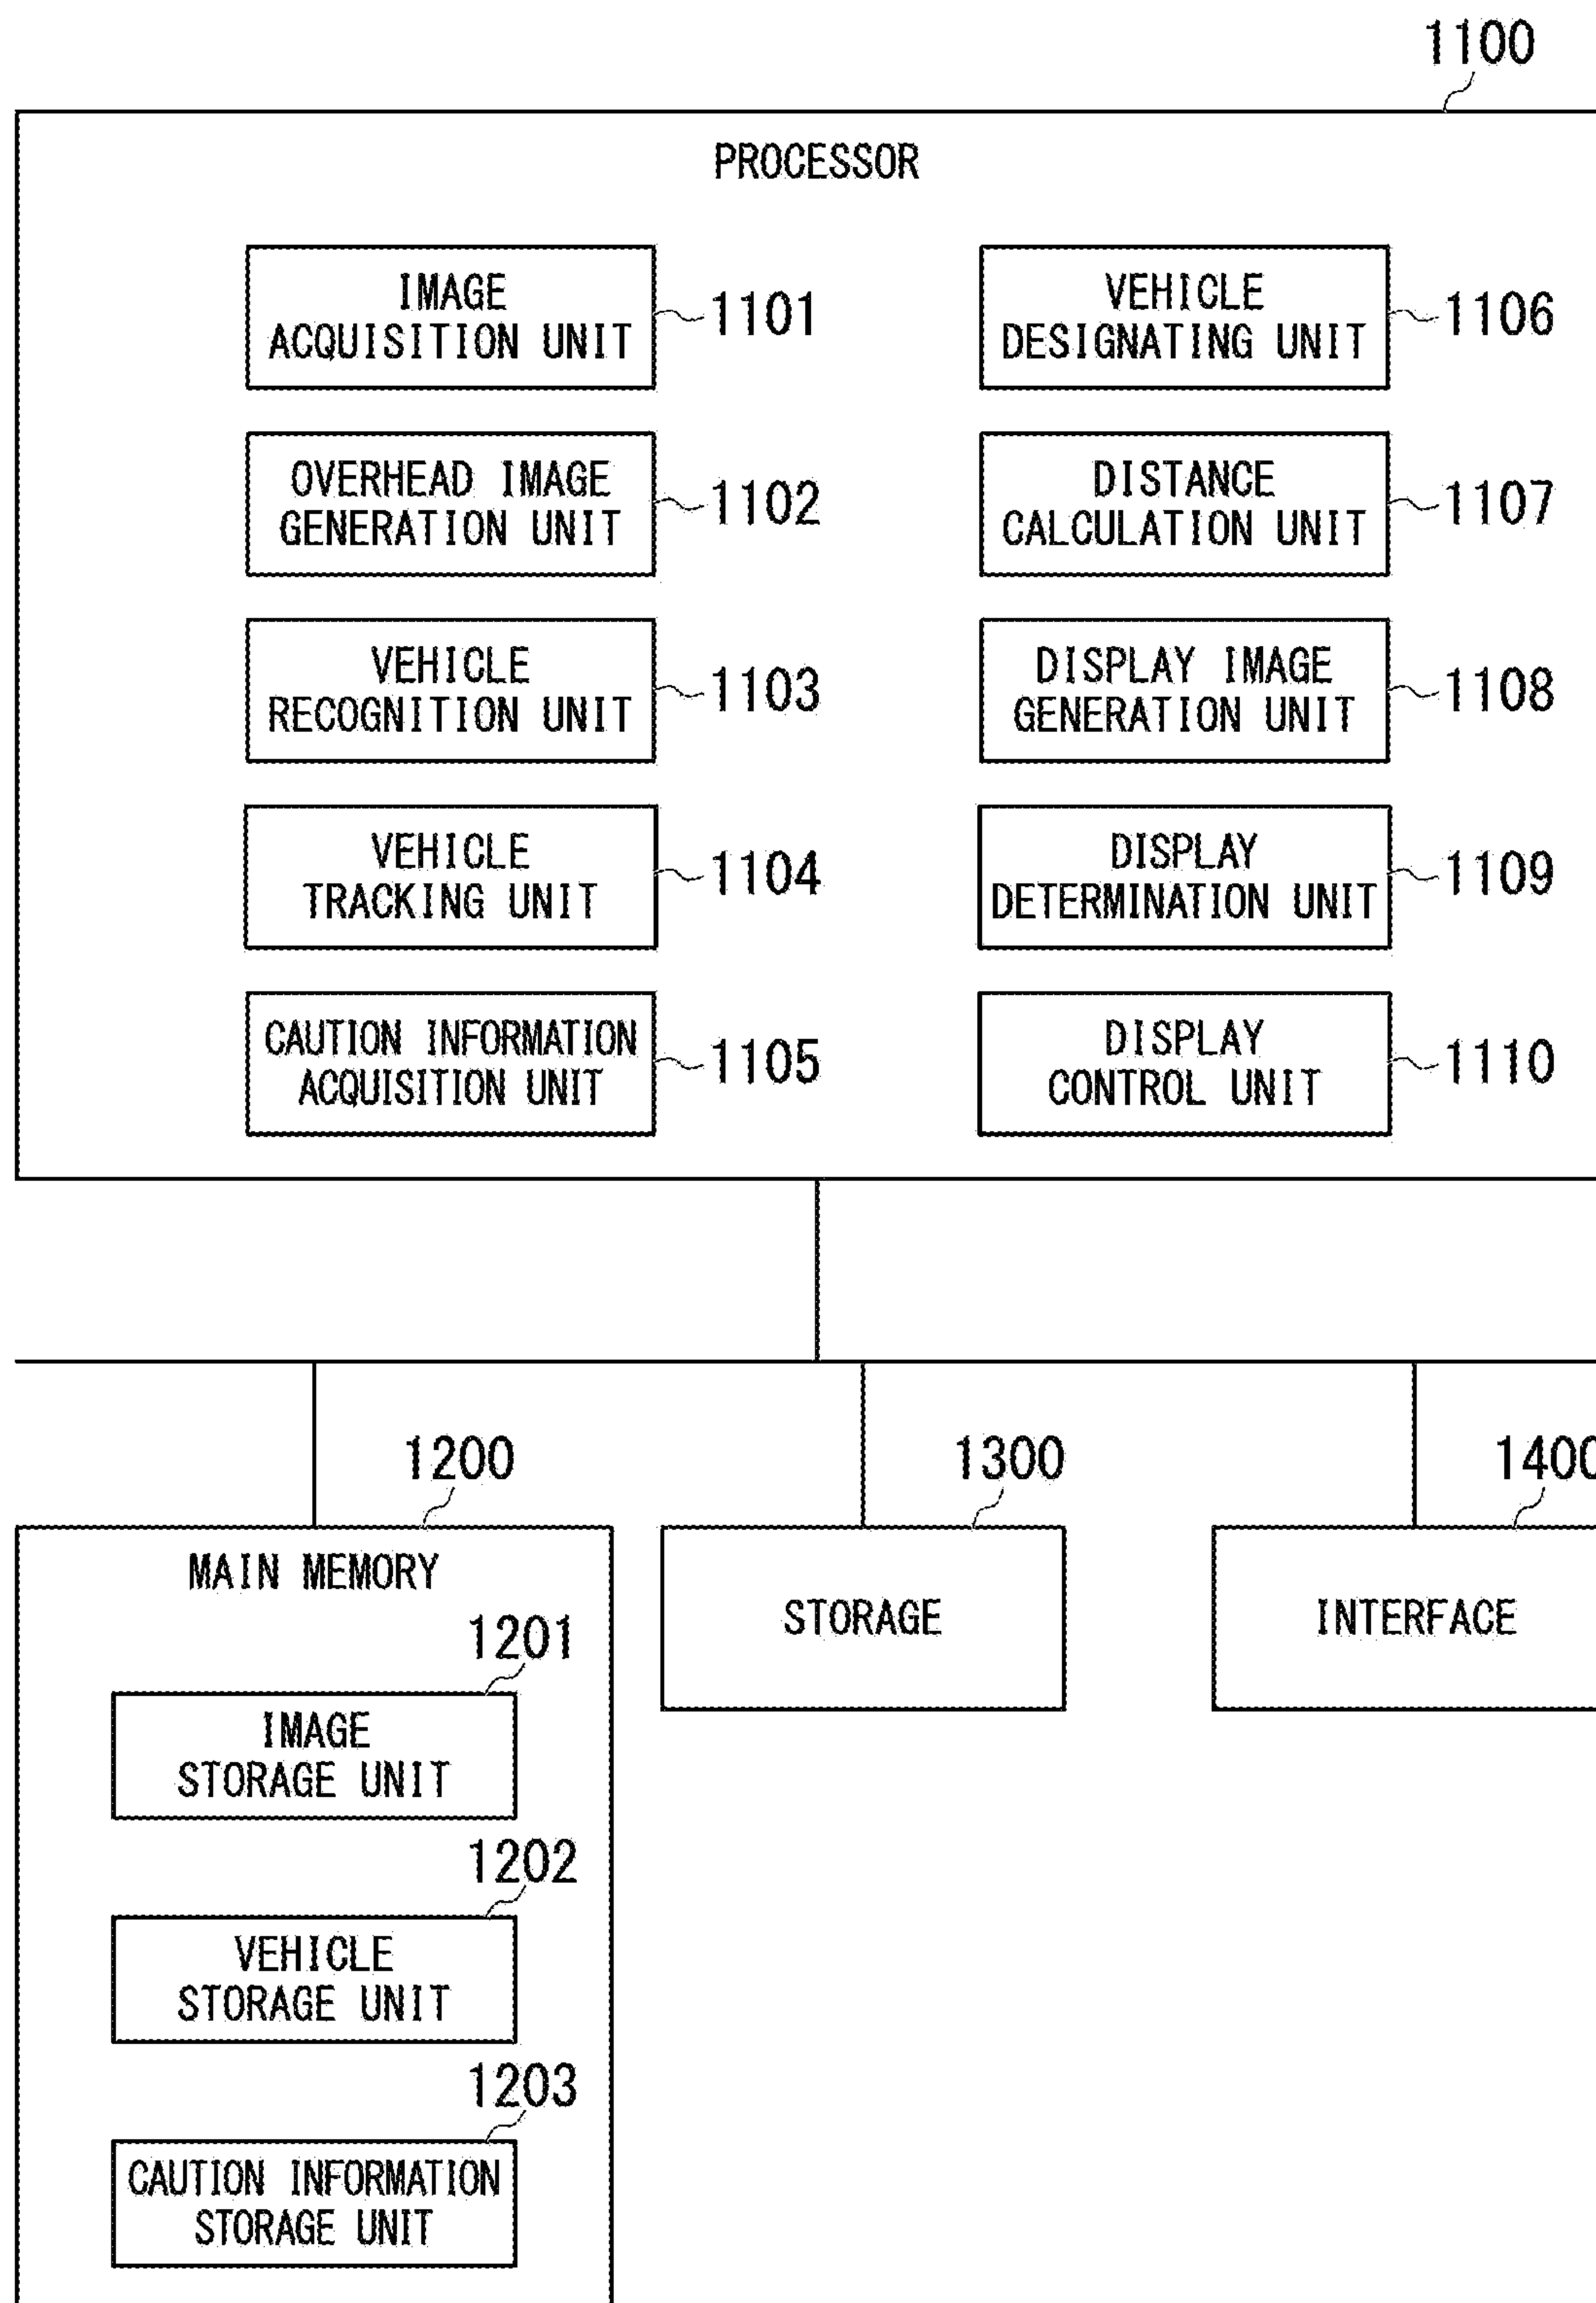 1100
PROCESSOR
IMAGE
ACQUISITION UNIT
1101
OVERHEAD IMAGE
GENERATION UNIT
1102
VEHICLE
RECOGNITION UNIT
1103
VEHICLE
TRACKING UNIT
1104
CAUTION INFORMATION
ACQUISITION UNIT
1105
VEHICLE
DESIGNATING UNIT
1106
DISTANCE
CALCULATION UNIT
1107
DISPLAY IMAGE
GENERATION UNIT
1108
DISPLAY
DETERMINATION UNIT
1109
DISPLAY
CONTROL UNIT
1110
1200
MAIN MEMORY
1201
IMAGE
STORAGE UNIT
1202
VEHICLE
STORAGE UNIT
1203
CAUTION INFORMATION
STORAGE UNIT
1300
STORAGE
1400
INTERFACE